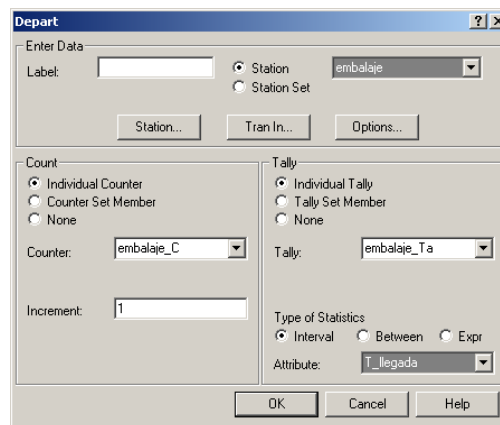 Depart
Enter Data
Label:
Station
embalaje
Station Set
Station...
Tran In...
Options...
Count
Individual Counter
Counter Set Member
None
Counter:
embalaje_C
Increment:
1
Tally
Individual Tally
Tally Set Member
None
Tally:
embalaje_Ta
Type of Statistics
Interval
Between
Expr
Attribute:
T_llegada
OK
Cancel
Help